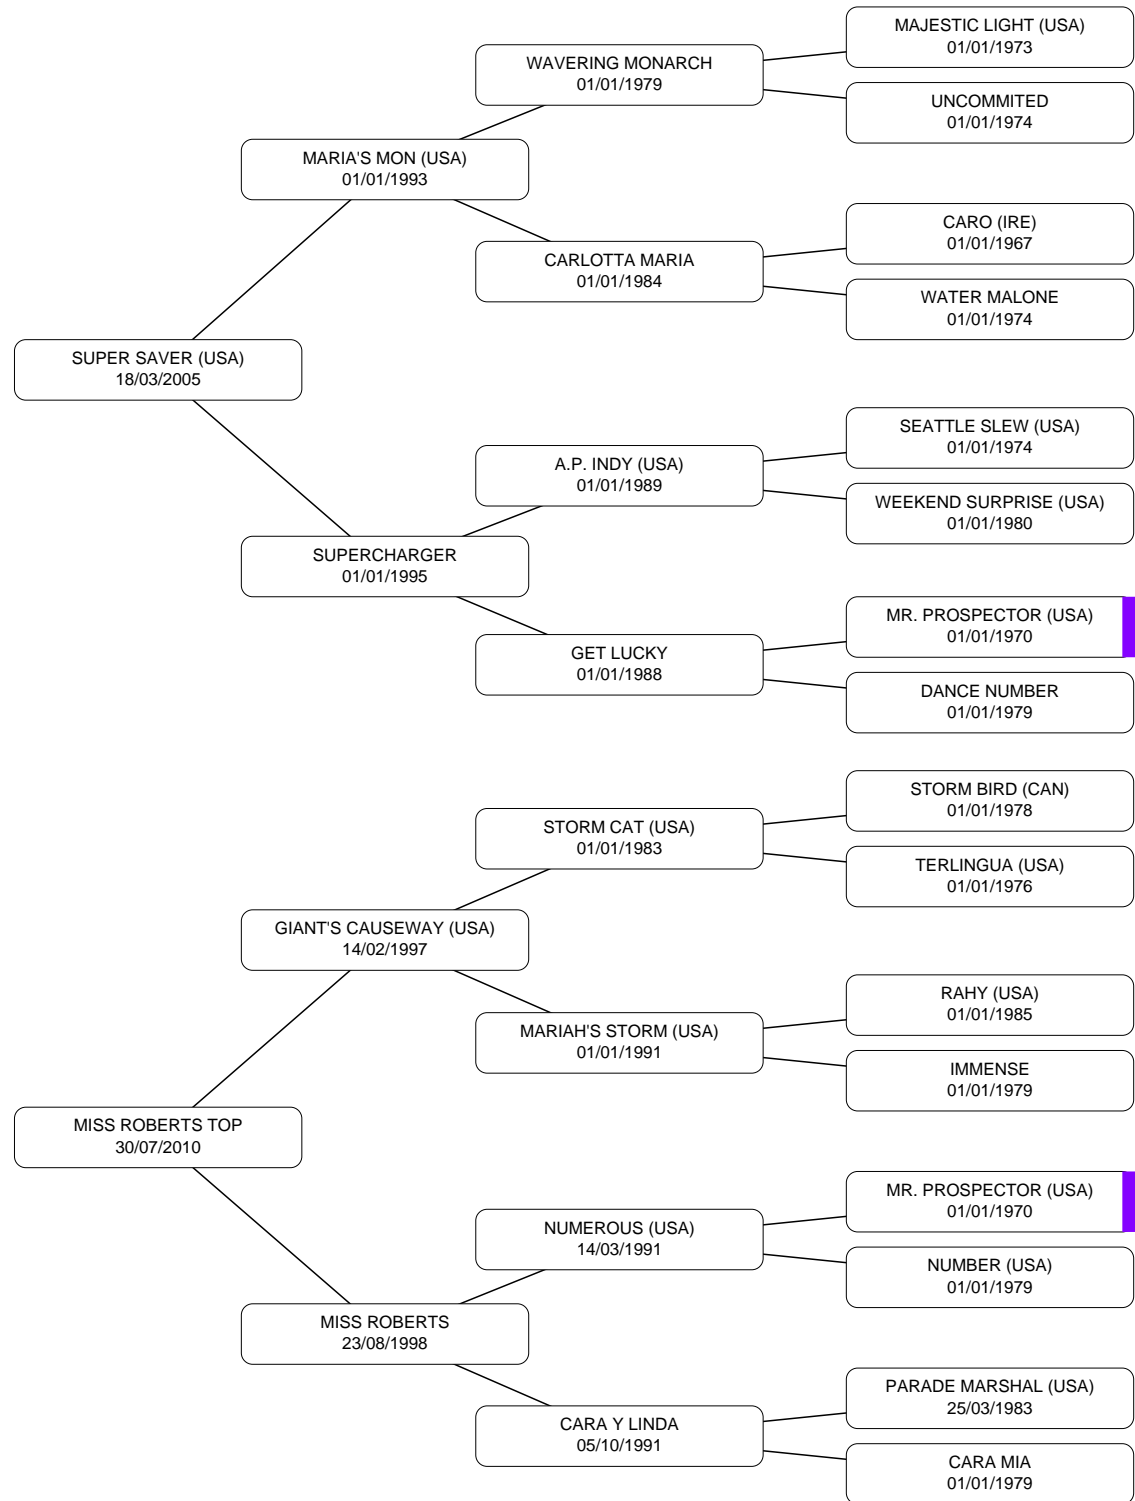 MAJESTIC LIGHT (USA)
01/01/1973
WAVERING MONARCH
01/01/1979
UNCOMMITED
01/01/1974
MARIA'S MON (USA)
01/01/1993
CARO (IRE)
01/01/1967
CARLOTTA MARIA
01/01/1984
WATER MALONE
01/01/1974
SUPER SAVER (USA)
18/03/2005
SEATTLE SLEW (USA)
01/01/1974
A.P. INDY (USA)
01/01/1989
WEEKEND SURPRISE (USA)
01/01/1980
SUPERCHARGER
01/01/1995
MR. PROSPECTOR (USA)
01/01/1970
GET LUCKY
01/01/1988
DANCE NUMBER
01/01/1979
STORM BIRD (CAN)
01/01/1978
STORM CAT (USA)
01/01/1983
TERLINGUA (USA)
01/01/1976
GIANT'S CAUSEWAY (USA)
14/02/1997
RAHY (USA)
01/01/1985
MARIAH'S STORM (USA)
01/01/1991
IMMENSE
01/01/1979
MISS ROBERTS TOP
30/07/2010
MR. PROSPECTOR (USA)
01/01/1970
NUMEROUS (USA)
14/03/1991
NUMBER (USA)
01/01/1979
MISS ROBERTS
23/08/1998
PARADE MARSHAL (USA)
25/03/1983
CARA Y LINDA
05/10/1991
CARA MIA
01/01/1979